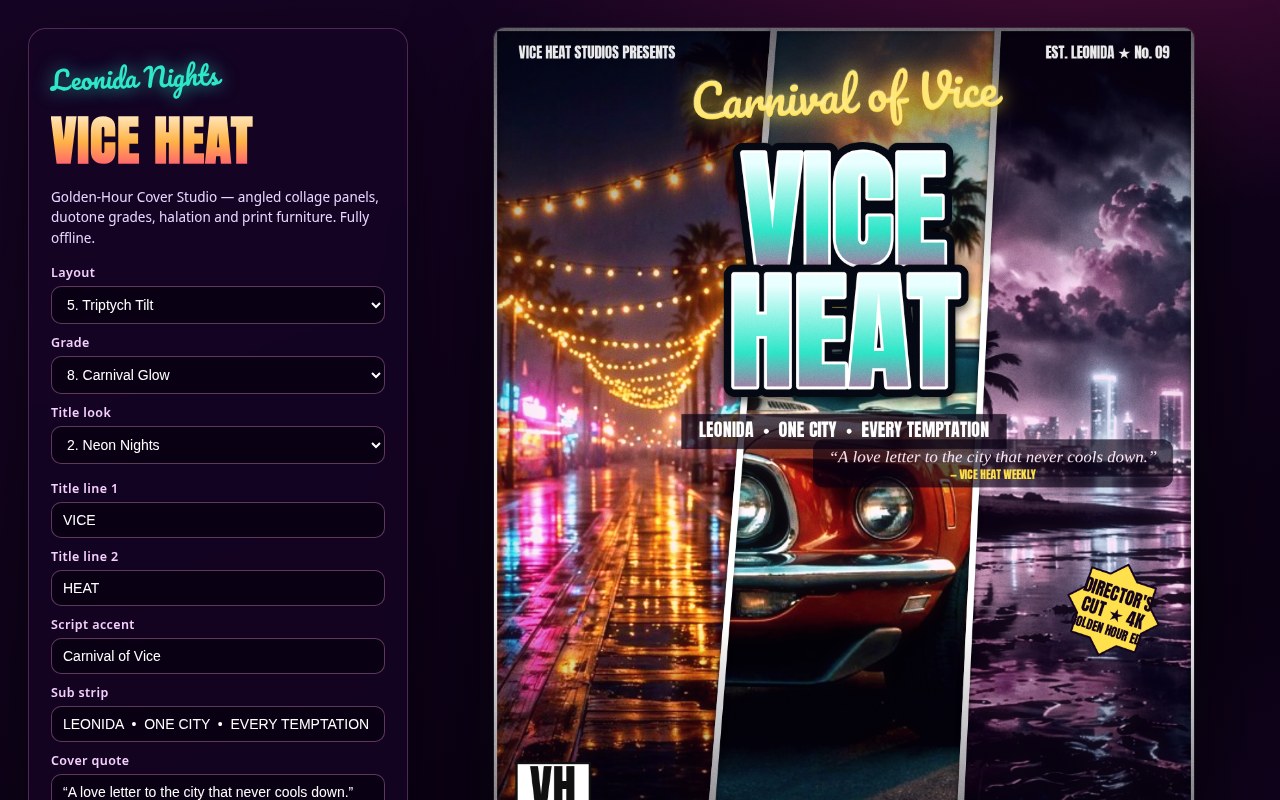 Leonida Nights
VICE HEAT
Golden-Hour Cover Studio — angled collage panels,
duotone grades, halation and print furniture. Fully
offline.
Layout
5. Triptych Tilt
Grade
8. Carnival Glow
Title look
2. Neon Nights
Title line 1
VICE
Title line 2
HEAT
Script accent
Carnival of Vice
Sub strip
LEONIDA • ONE CITY • EVERY TEMPTATION
Cover quote
“A love letter to the city that never cools down.”
VICE HEAT STUDIOS PRESENTS
EST. LEONIDA ★ No. 09
Carnival of Vice
VICE
HEAT
LEONIDA • ONE CITY • EVERY TEMPTATION
“A love letter to the city that never cools down.”
— VICE HEAT WEEKLY
DIRECTOR'S
CUT ★ 4K
OLDEN HOUR ED
VH